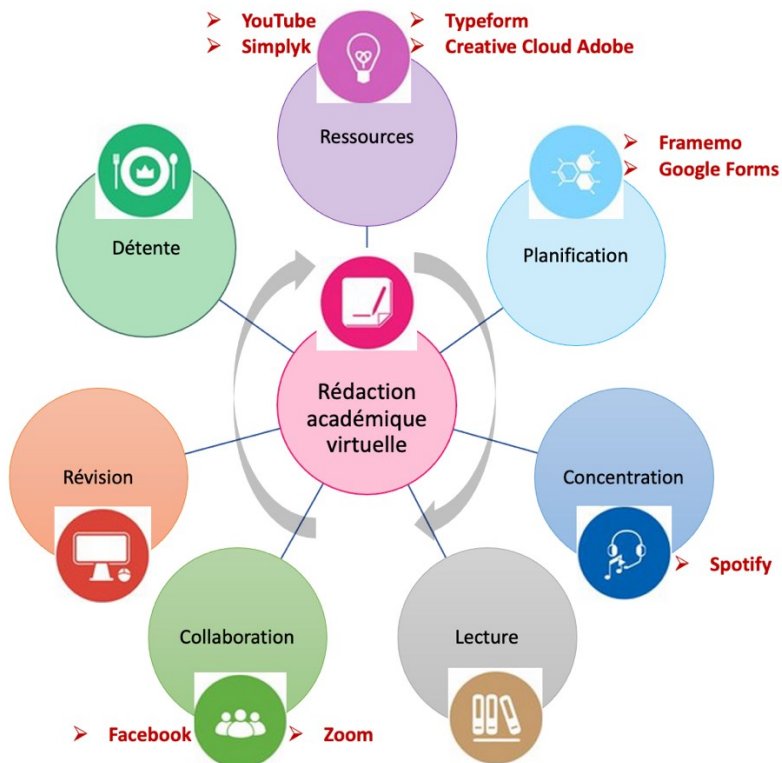 YouTube
Simplyk
Typeform
Creative Cloud Adobe
Ressources
Framemo
Google Forms
Planification
Détente
Rédaction
académique
virtuelle
Concentration
Spotify
Révision
Lecture
Collaboration
Facebook
Zoom